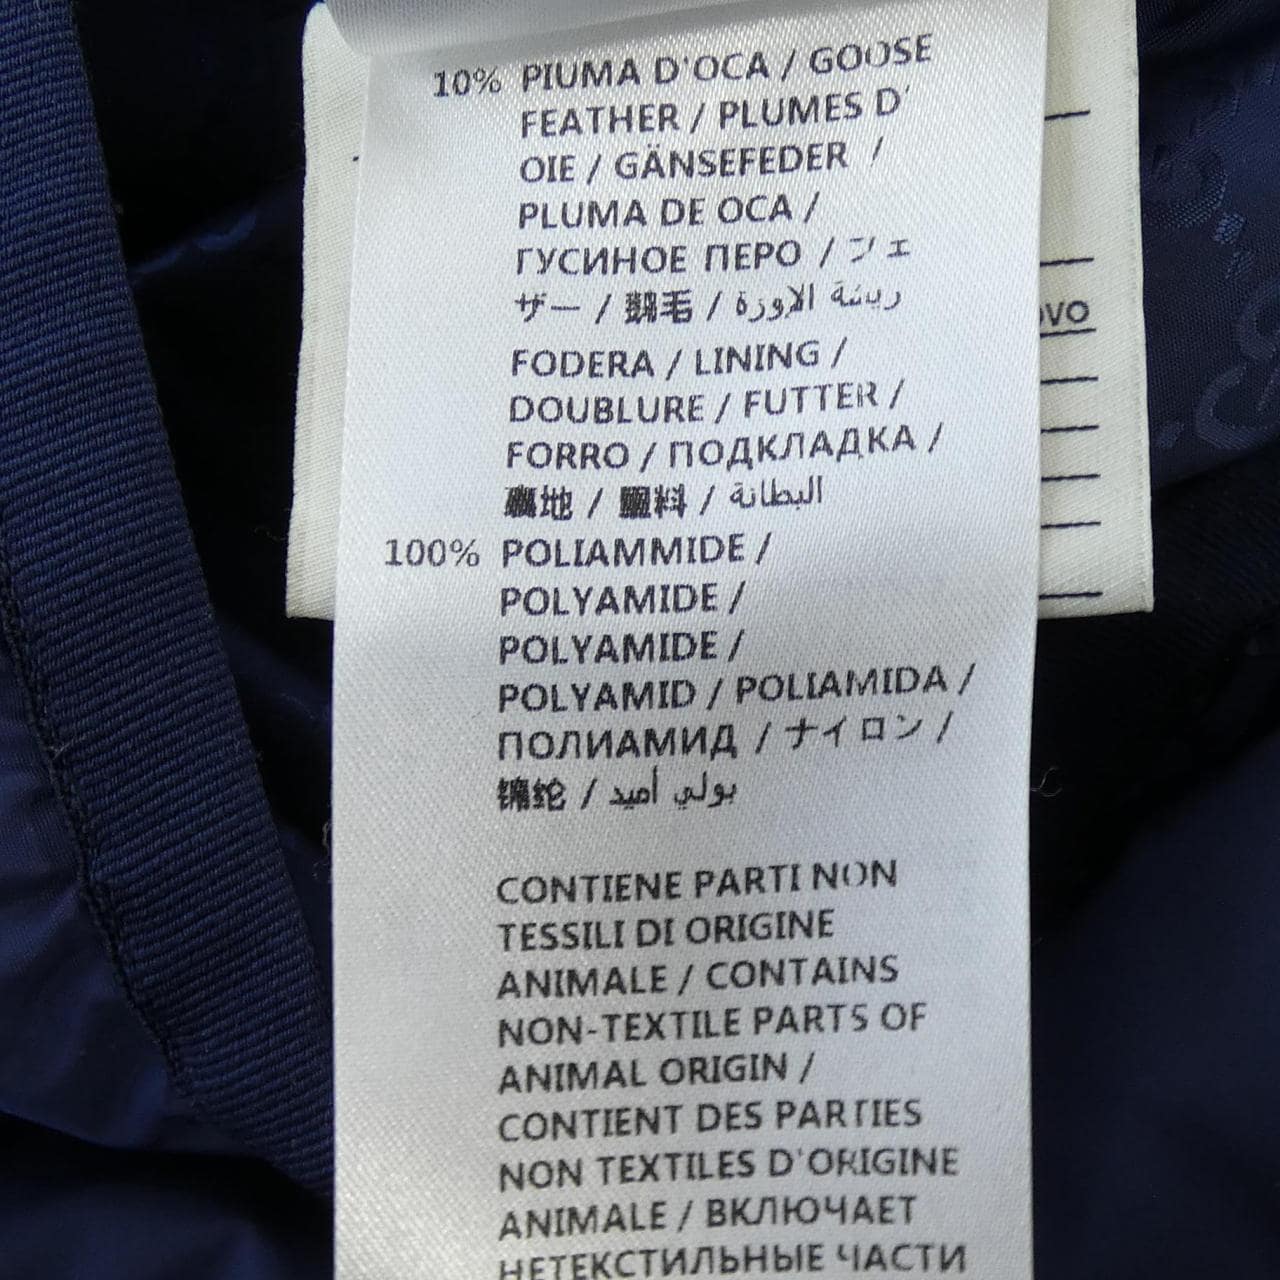 10% PIUMA D'OCA / GOOSE
FEATHER / PLUMES D'
OIE / GÄNSEFEDER /
PLUMA DE OCA /
ГУСИНОЕ ПЕРО / フェ
ザー / 鹅毛 / ريشة الاوزة
FODERA / LINING /
DOUBLURE / FUTTER /
FORRO / ПОДКЛАДКА /
裏地 / 里料 / البطانة
100% POLIAMMIDE /
POLYAMIDE /
POLYAMIDE /
POLYAMID / POLIAMIDA /
ПОЛИАМИД / ナイロン /
锦纶 / بولي أميد
CONTIENE PARTI NON
TESSILI DI ORIGINE
ANIMALE / CONTAINS
NON-TEXTILE PARTS OF
ANIMAL ORIGIN /
CONTIENT DES PARTIES
NON TEXTILES D'ORIGINE
ANIMALE / ВКЛЮЧАЕТ
НЕТЕКСТИЛЬНЫЕ ЧАСТИ